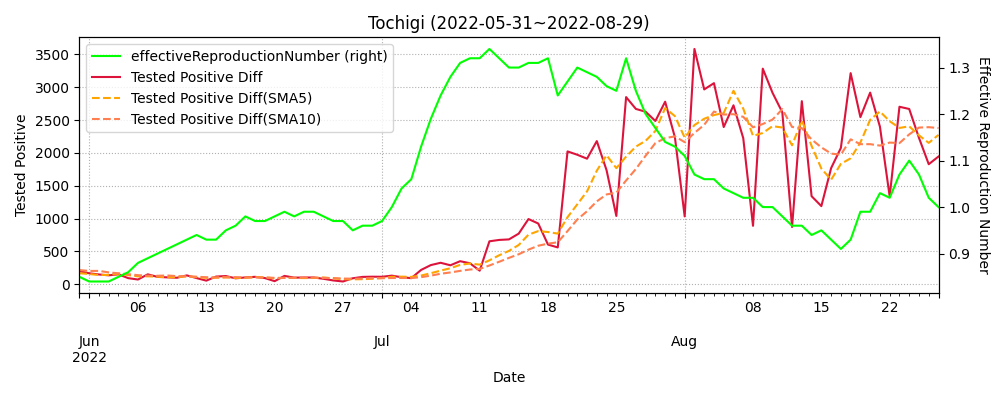 Tochigi (2022-05-31~2022-08-29)
effectiveReproductionNumber (right)
Tested Positive Diff
Tested Positive Diff(SMA5)
Tested Positive Diff(SMA10)
Tested Positive
3500
3000
2500
2000
1500
1000
500
0
1.3
1.2
1.1
1.0
0.9
Effective Reproduction Number
06 13 20 27 04 11 18 25 08 15 22
Jun Jul Aug
2022
Date